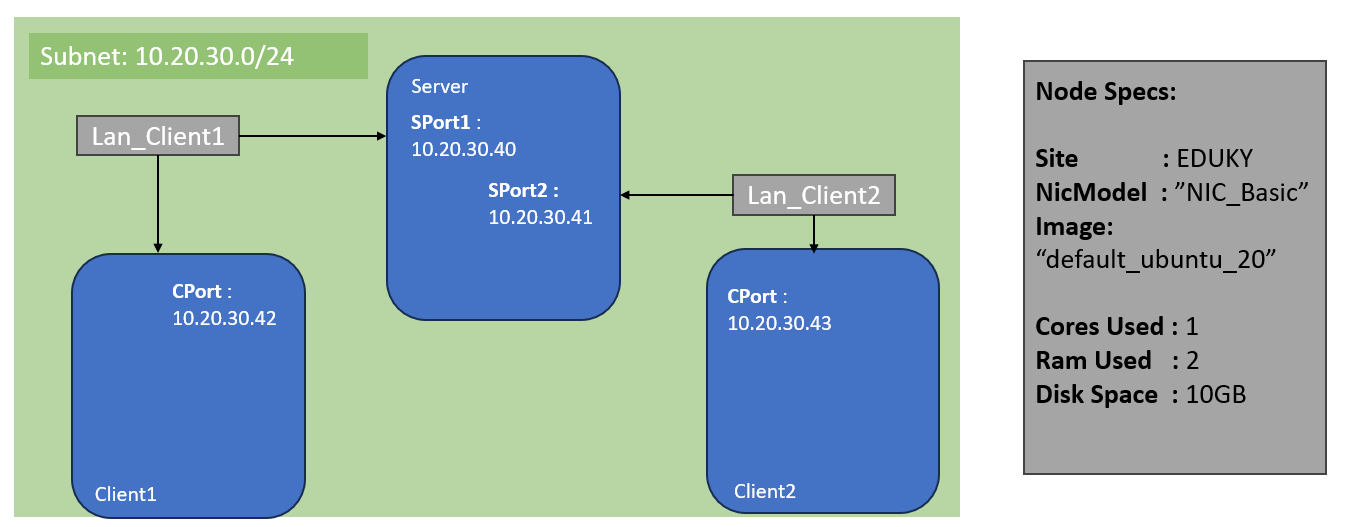 Subnet: 10.20.30.0/24
Server
SPort1 :
10.20.30.40
SPort2 :
10.20.30.41
Lan_Client1
Lan_Client2
CPort :
10.20.30.42
Client1
CPort :
10.20.30.43
Client2
Node Specs:
Site : EDUKY
NicModel : ”NIC_Basic”
Image:
“default_ubuntu_20”
Cores Used : 1
Ram Used : 2
Disk Space : 10GB